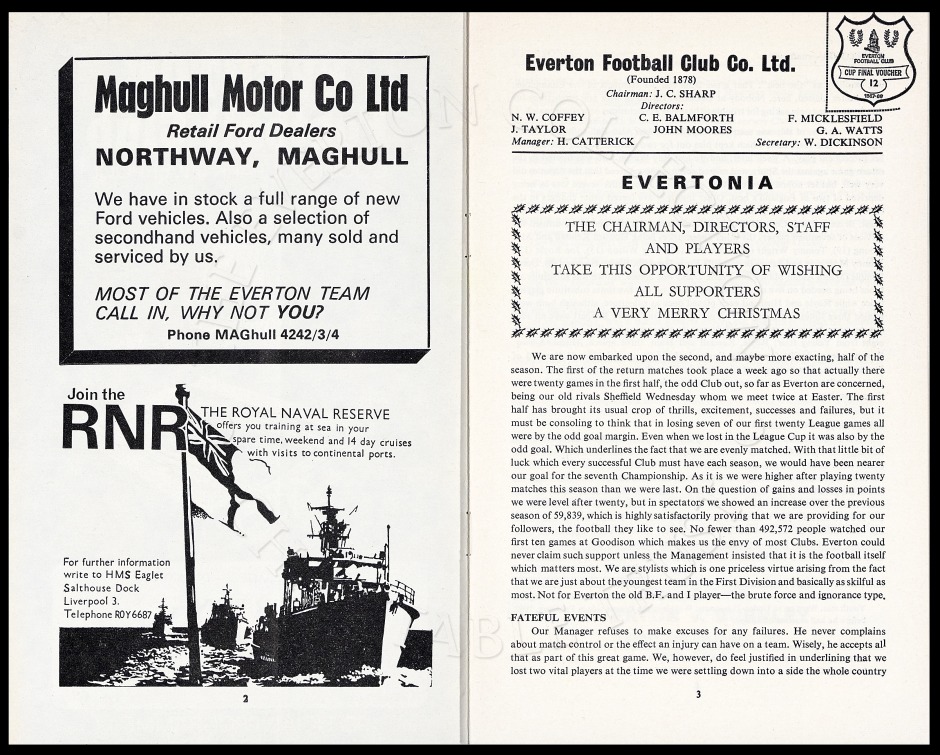 Maghull Motor Co Ltd
Retail Ford Dealers
NORTHWAY, MAGHULL
We have in stock a full range of new
Ford vehicles. Also a selection of
secondhand vehicles, many sold and
serviced by us.
MOST OF THE EVERTON TEAM
CALL IN, WHY NOT YOU?
Phone MAGhull 4242/3/4
Join the
RNR
THE ROYAL NAVAL RESERVE
offers you training at sea in your
spare time, weekend and 14 day cruises
with visits to continental ports.
For further information
write to HMS Eaglet
Salthouse Dock
Liverpool 3.
Telephone ROY6687
2
Everton Football Club Co. Ltd.
(Founded 1878)
Chairman: J. C. SHARP
Directors:
N. W. COFFEY C. E. BALMFORTH F. MICKLESFIELD
J. TAYLOR JOHN MOORES G. A. WATTS
Manager: H. CATTERICK Secretary: W. DICKINSON
EVERTON
FOOTBALL CLUB
CUP FINAL VOUCHER
12
1967-68
EVERTONIA
THE CHAIRMAN, DIRECTORS, STAFF
AND PLAYERS
TAKE THIS OPPORTUNITY OF WISHING
ALL SUPPORTERS
A VERY MERRY CHRISTMAS
We are now embarked upon the second, and maybe more exacting, half of the
season. The first of the return matches took place a week ago so that actually there
were twenty games in the first half, the odd Club out, so far as Everton are concerned,
being our old rivals Sheffield Wednesday whom we meet twice at Easter. The first
half has brought its usual crop of thrills, excitement, successes and failures, but it
must be consoling to think that in losing seven of our first twenty League games all
were by the odd goal margin. Even when we lost in the League Cup it was also by the
odd goal. Which underlines the fact that we are evenly matched. With that little bit of
luck which every successful Club must have each season, we would have been nearer
our goal for the seventh Championship. As it is we were higher after playing twenty
matches this season than we were last. On the question of gains and losses in points
we were level after twenty, but in spectators we showed an increase over the previous
season of 59,839, which is highly satisfactorily proving that we are providing for our
followers, the football they like to see. No fewer than 492,572 people watched our
first ten games at Goodison which makes us the envy of most Clubs. Everton could
never claim such support unless the Management insisted that it is the football itself
which matters most. We are stylists which is one priceless virtue arising from the fact
that we are just about the youngest team in the First Division and basically as skilful as
most. Not for Everton the old B.F. and I player—the brute force and ignorance type.
FATEFUL EVENTS
Our Manager refuses to make excuses for any failures. He never complains
about match control or the effect an injury can have on a team. Wisely, he accepts all
that as part of this great game. We, however, do feel justified in underlining that we
lost two vital players at the time we were settling down into a side the whole country
3